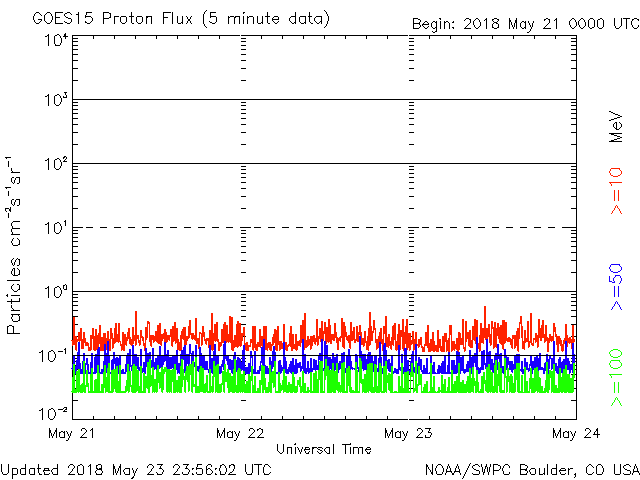 GOES15 Proton Flux (5 minute data)
Begin: 2018 May 21 0000 UTC
10⁴
10³
10²
10¹
10⁰
10⁻¹
10⁻²
Particles cm⁻²s⁻¹sr⁻¹
MeV
>=10
>=50
>=100
May 21
May 22
May 23
May 24
Universal Time
Updated 2018 May 23 23:56:02 UTC
NOAA/SWPC Boulder, CO USA